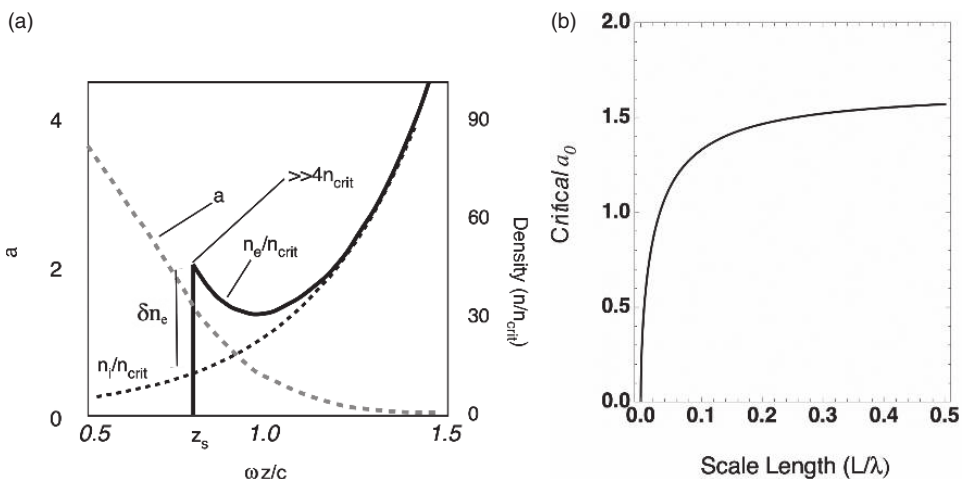 (a)
4
90
>>4n_crit
a
n_e/n_crit
60
a
2
Density (n/n_crit)
δn_e
30
n_i/n_crit
0
0
0.5
z_s
1.0
1.5
ωz/c
(b)
2.0
1.5
1.0
0.5
0.0
Critical a_0
0.0
0.1
0.2
0.3
0.4
0.5
Scale Length (L/λ)